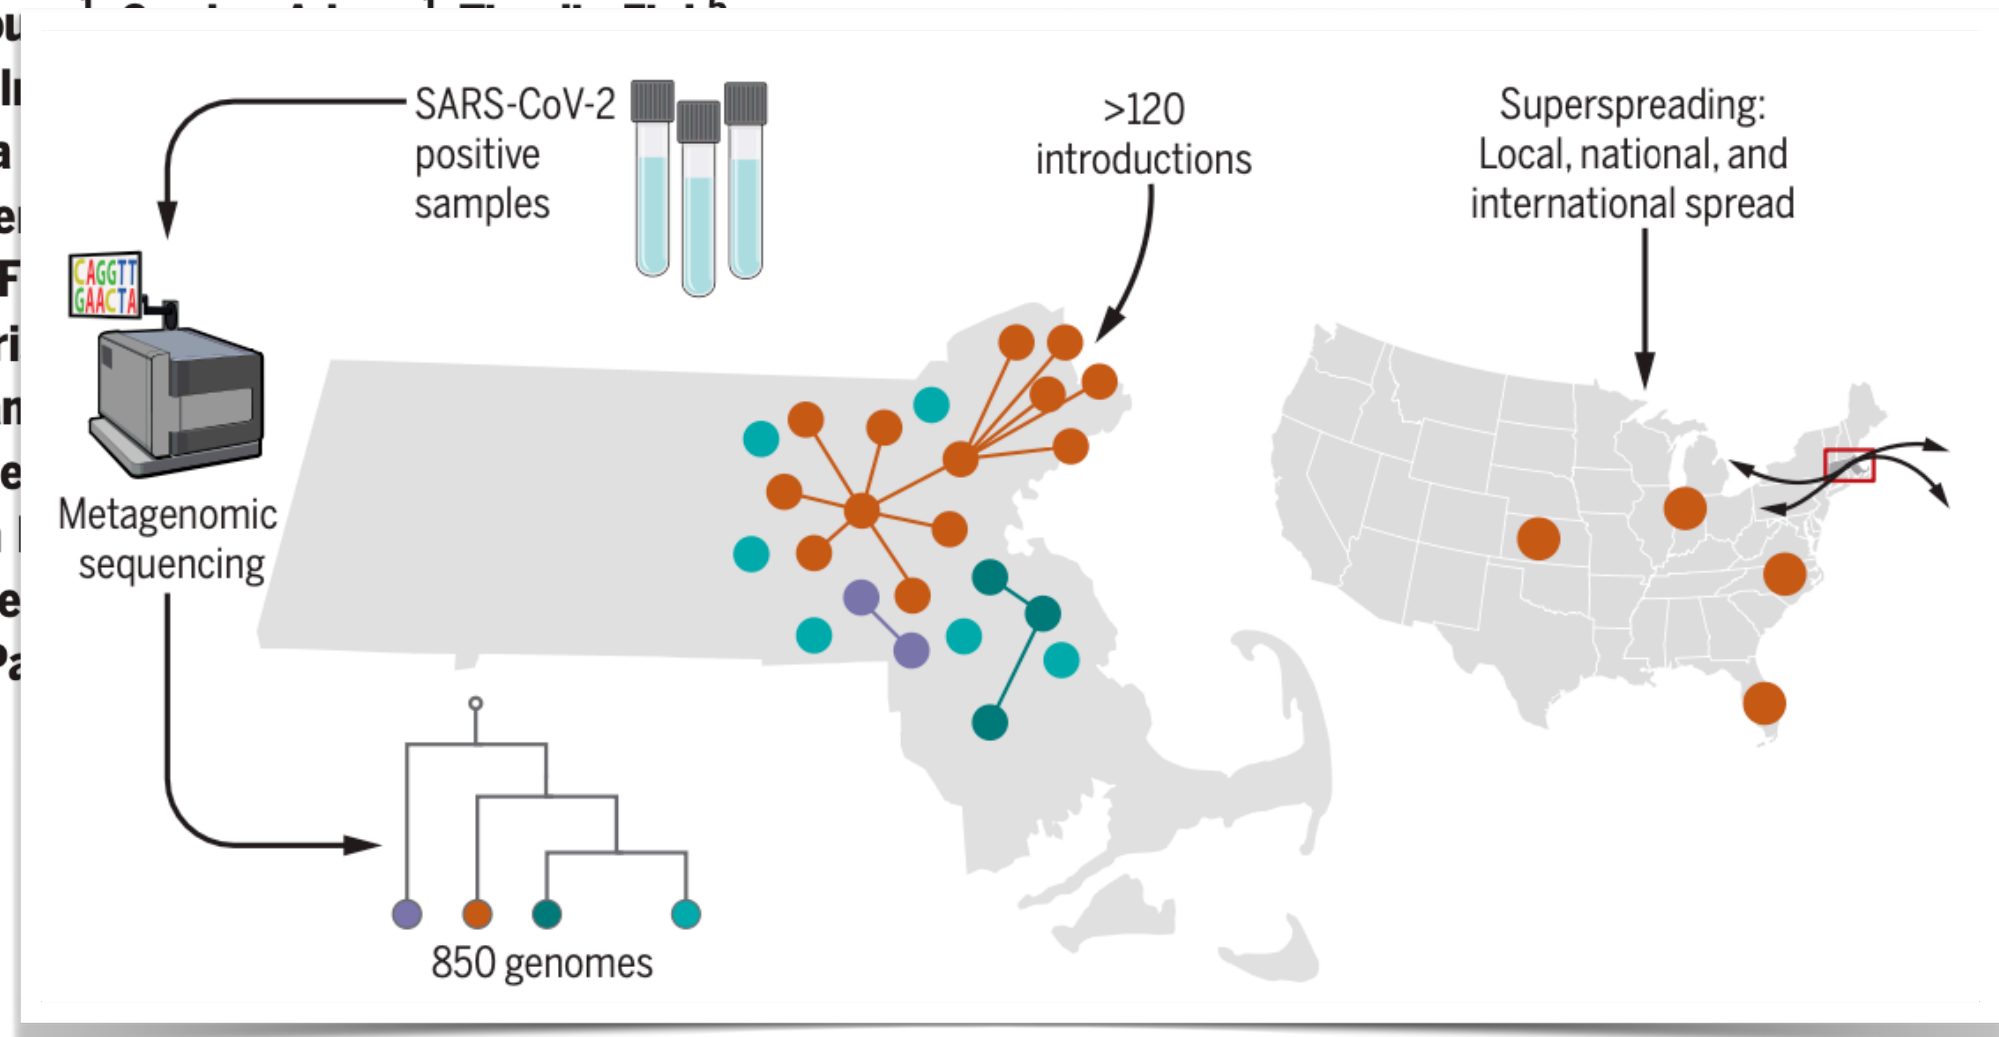 SARS-CoV-2
positive
samples
>120
introductions
Superspreading:
Local, national, and
international spread
CAGGTT
GAACTA
Metagenomic
sequencing
850 genomes